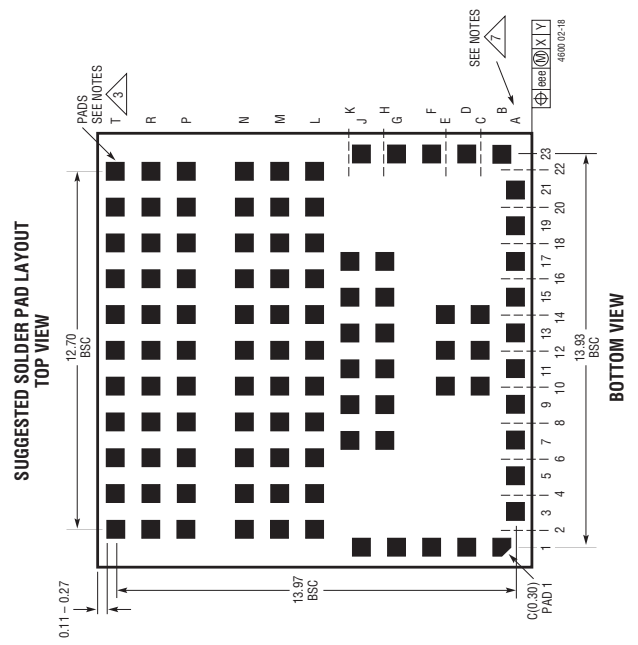 SUGGESTED SOLDER PAD LAYOUT
TOP VIEW
0.11 – 0.27
12.70
BSC
PADS
SEE NOTES
3
T
R
P
N
M
L
K
J
H
G
F
E
D
C
B
A
SEE NOTES
7
⌖ eee Ⓜ X Y
4600 02-18
13.97
BSC
C(0.30)
PAD 1
1 2 3 4 5 6 7 8 9 10 11 12 13 14 15 16 17 18 19 20 21 22 23
13.93
BSC
BOTTOM VIEW